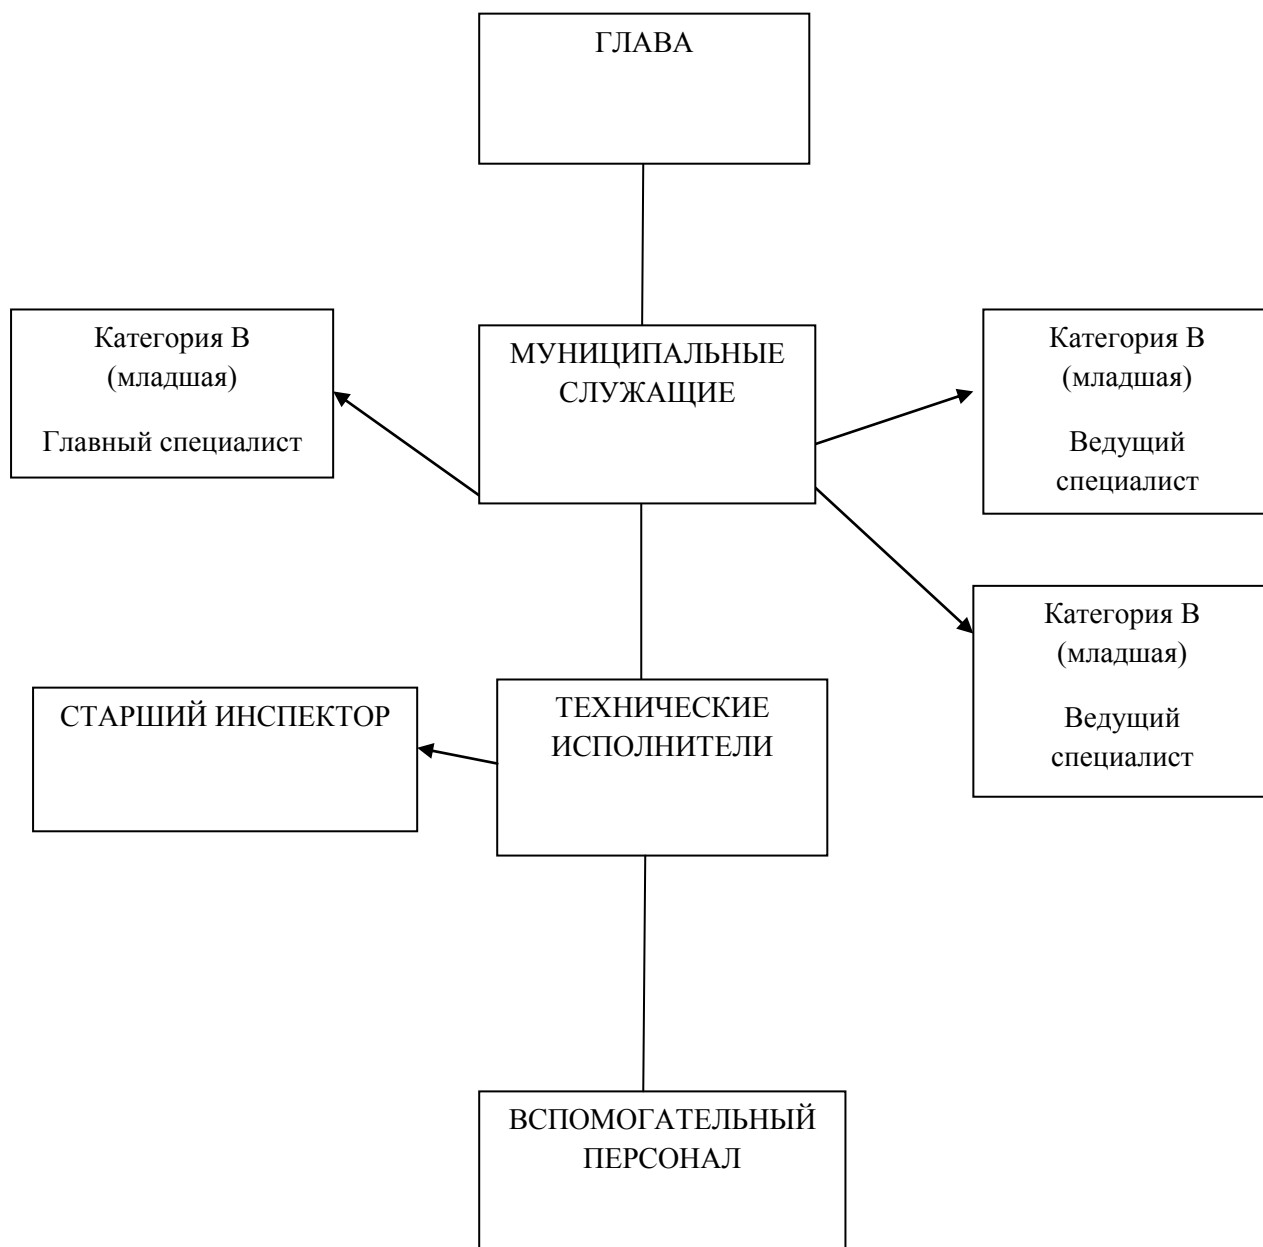 ГЛАВА
Категория В
(младшая)
Главный специалист
МУНИЦИПАЛЬНЫЕ
СЛУЖАЩИЕ
Категория В
(младшая)
Ведущий
специалист
Категория В
(младшая)
Ведущий
специалист
СТАРШИЙ ИНСПЕКТОР
ТЕХНИЧЕСКИЕ
ИСПОЛНИТЕЛИ
ВСПОМОГАТЕЛЬНЫЙ
ПЕРСОНАЛ